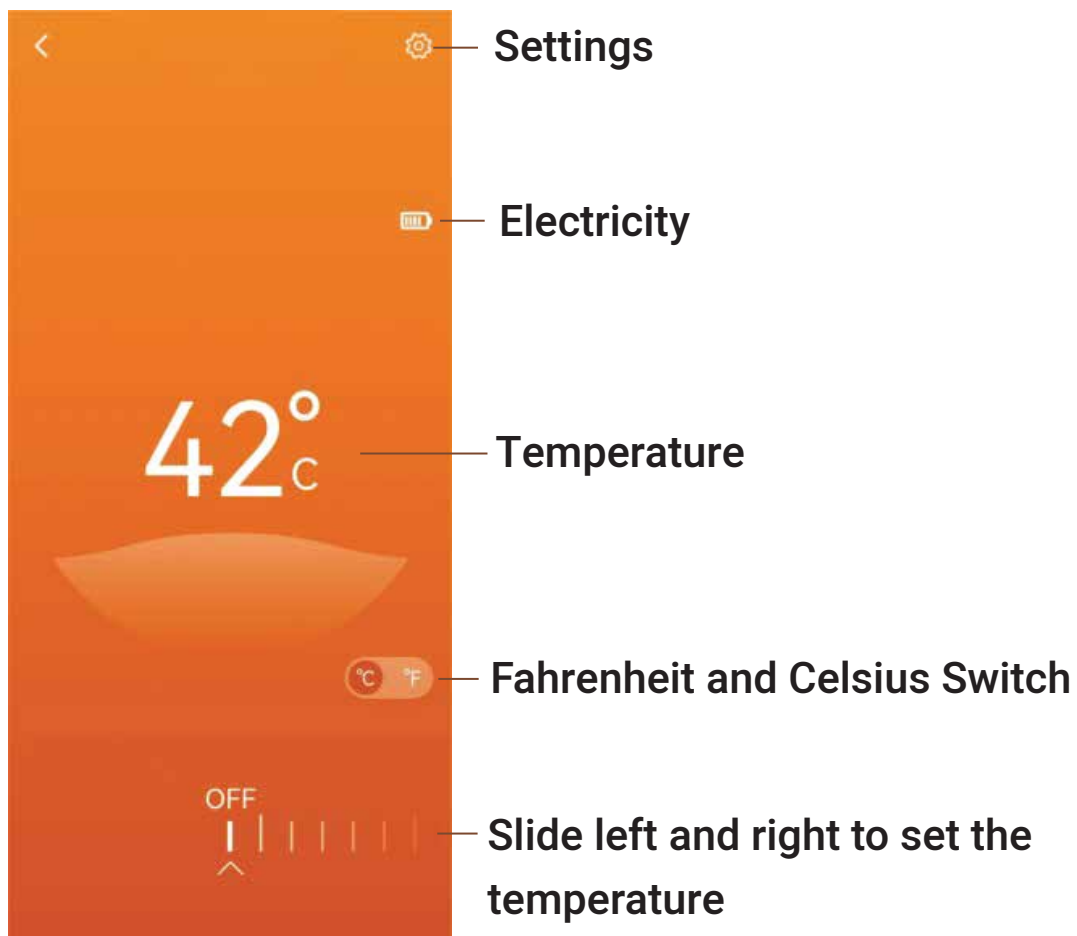 Settings
Electricity
42°C
Temperature
°C °F
Fahrenheit and Celsius Switch
OFF
Slide left and right to set the
temperature